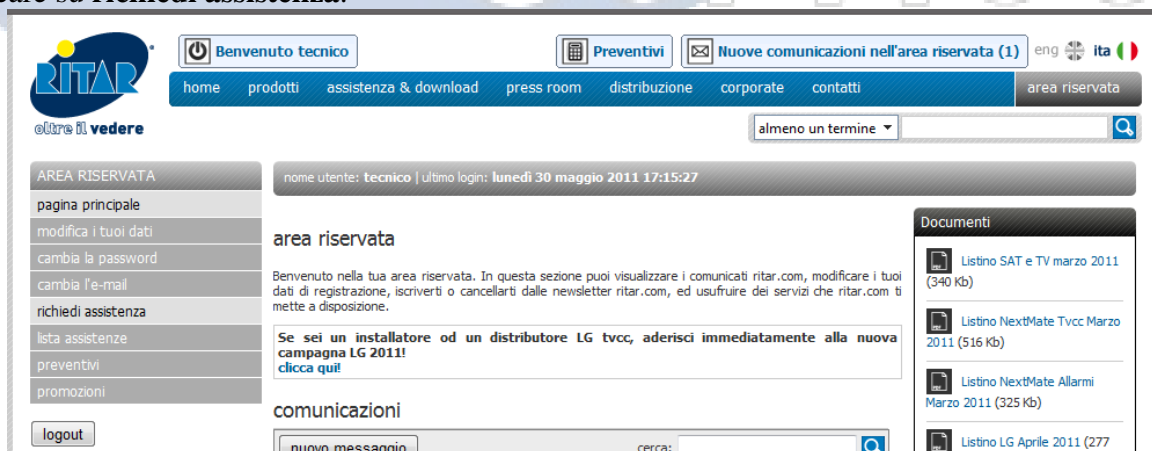 richiedi assistenza.
RITAR
oltre il vedere
Benvenuto tecnico
Preventivi
Nuove comunicazioni nell'area riservata (1)
eng
ita
home prodotti assistenza & download press room distribuzione corporate contatti area riservata
almeno un termine
AREA RISERVATA
pagina principale
modifica i tuoi dati
cambia la password
cambia l'e-mail
richiedi assistenza
lista assistenze
preventivi
promozioni
logout
nome utente: tecnico | ultimo login: lunedì 30 maggio 2011 17:15:27
area riservata
Benvenuto nella tua area riservata. In questa sezione puoi visualizzare i comunicati ritar.com, modificare i tuoi
dati di registrazione, iscriverti o cancellarti dalle newsletter ritar.com, ed usufruire dei servizi che ritar.com ti
mette a disposizione.
Se sei un installatore od un distributore LG tvcc, aderisci immediatamente alla nuova
campagna LG 2011!
clicca qui!
comunicazioni
nuovo messaggio
cerca:
Documenti
Listino SAT e TV marzo 2011
(340 Kb)
Listino NextMate Tvcc Marzo
2011 (516 Kb)
Listino NextMate Allarmi
Marzo 2011 (325 Kb)
Listino LG Aprile 2011 (277